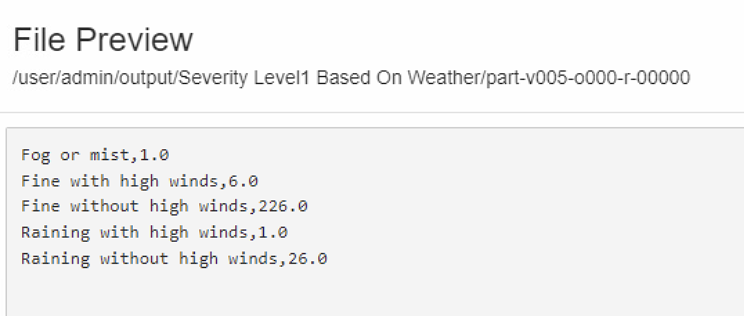 File Preview
/user/admin/output/Severity Level1 Based On Weather/part-v005-o000-r-00000
Fog or mist,1.0
Fine with high winds,6.0
Fine without high winds,226.0
Raining with high winds,1.0
Raining without high winds,26.0